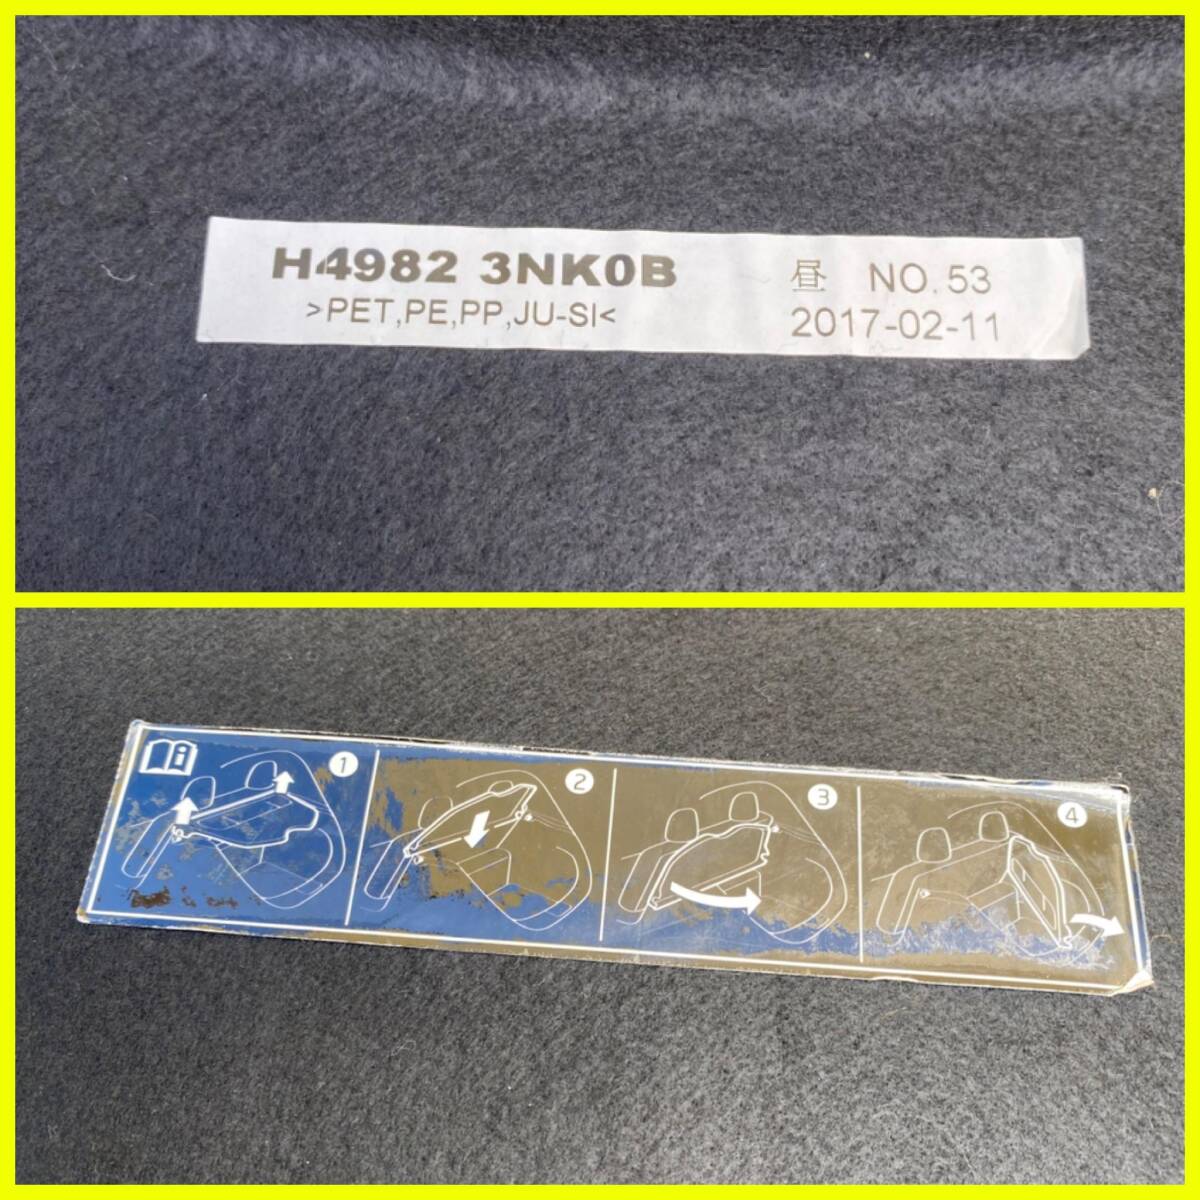 H4982 3NK0B
>PET,PE,PP,JU-SI<
昼 NO.53
2017-02-11
1
2
3
4